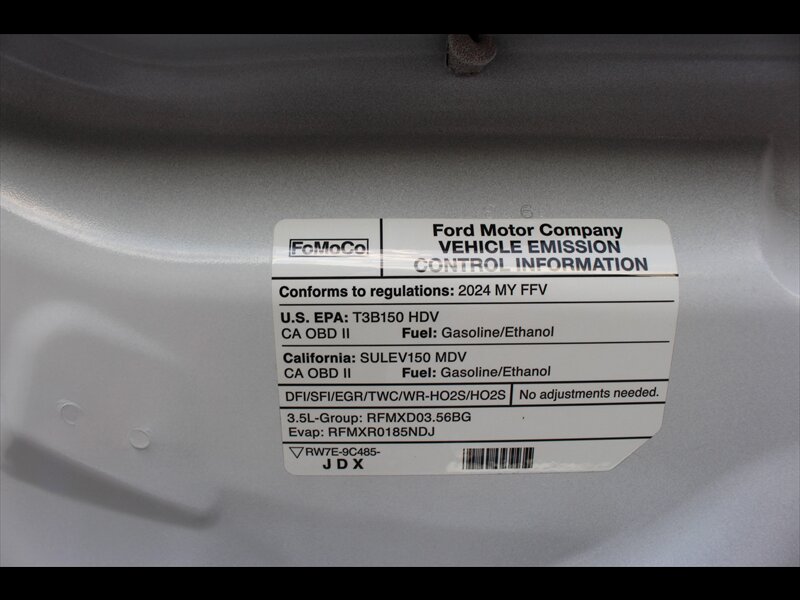 FoMoCo
Ford Motor Company
VEHICLE EMISSION
CONTROL INFORMATION
Conforms to regulations: 2024 MY FFV
U.S. EPA: T3B150 HDV
CA OBD II Fuel: Gasoline/Ethanol
California: SULEV150 MDV
CA OBD II Fuel: Gasoline/Ethanol
DFI/SFI/EGR/TWC/WR-HO2S/HO2S No adjustments needed.
3.5L-Group: RFMXD03.56BG
Evap: RFMXR0185NDJ
RW7E-9C485-
JDX